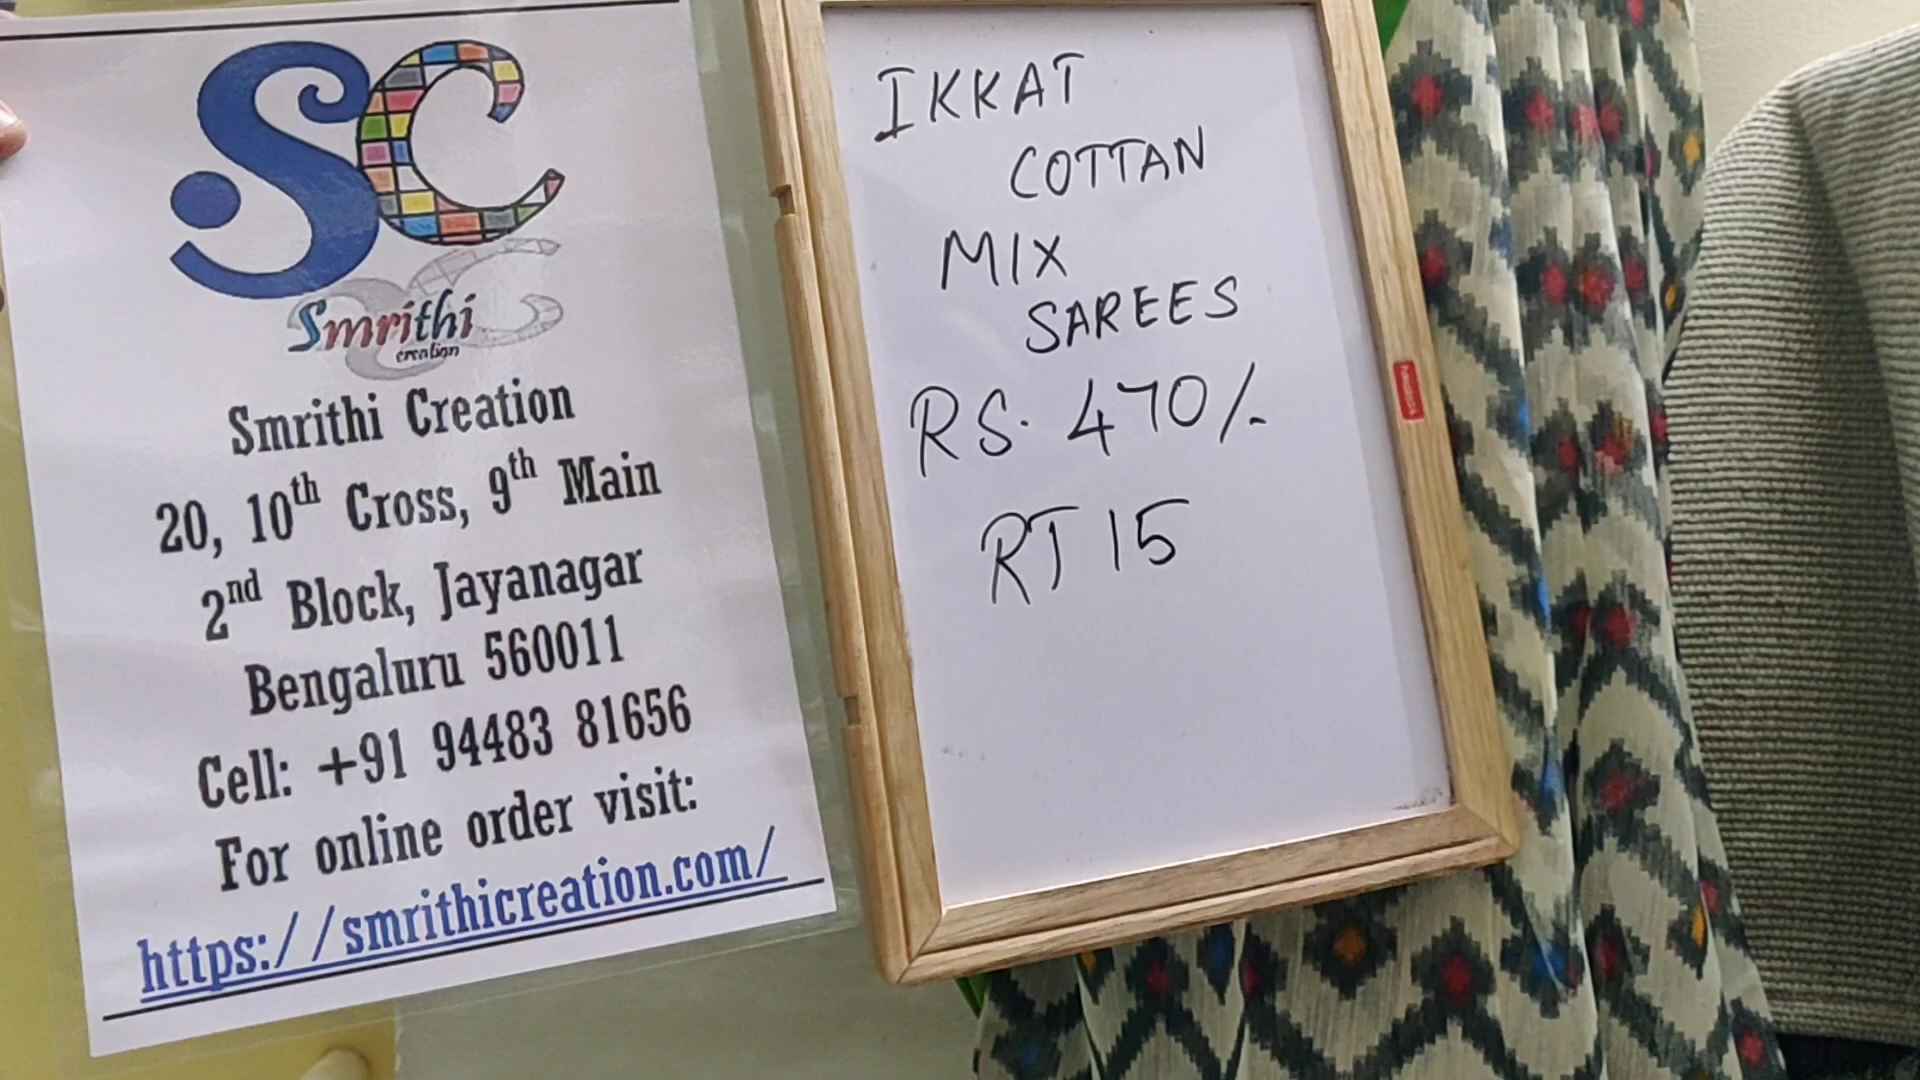 SC
Smrithi
creation
Smrithi Creation
20, 10th Cross, 9th Main
2nd Block, Jayanagar
Bengaluru 560011
Cell: +91 94483 81656
For online order visit:
https://smrithicreation.com/
IKKAT
COTTAN
MIX
SAREES
RS. 470/-
RT 15